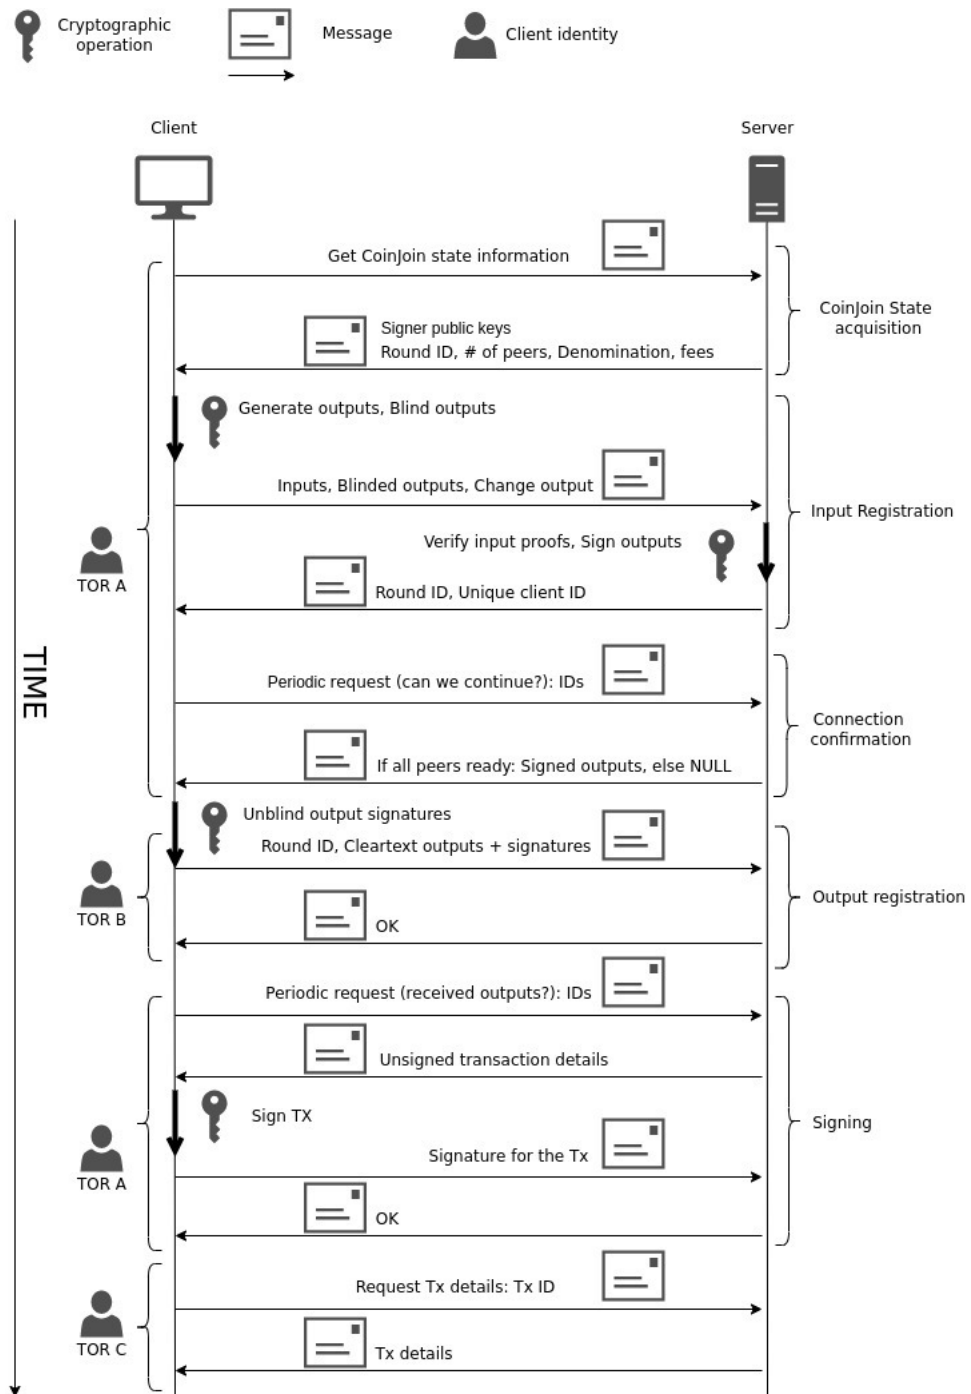 Cryptographic
operation
Message
Client identity
Client
Server
Get CoinJoin state information
CoinJoin State
acquisition
Signer public keys
Round ID, # of peers, Denomination, fees
Generate outputs, Blind outputs
Inputs, Blinded outputs, Change output
Input Registration
Verify input proofs, Sign outputs
TOR A
Round ID, Unique client ID
TIME
Periodic request (can we continue?): IDs
Connection
confirmation
If all peers ready: Signed outputs, else NULL
Unblind output signatures
Round ID, Cleartext outputs + signatures
Output registration
TOR B
OK
Periodic request (received outputs?): IDs
Unsigned transaction details
Sign TX
Signing
Signature for the Tx
TOR A
OK
Request Tx details: Tx ID
TOR C
Tx details